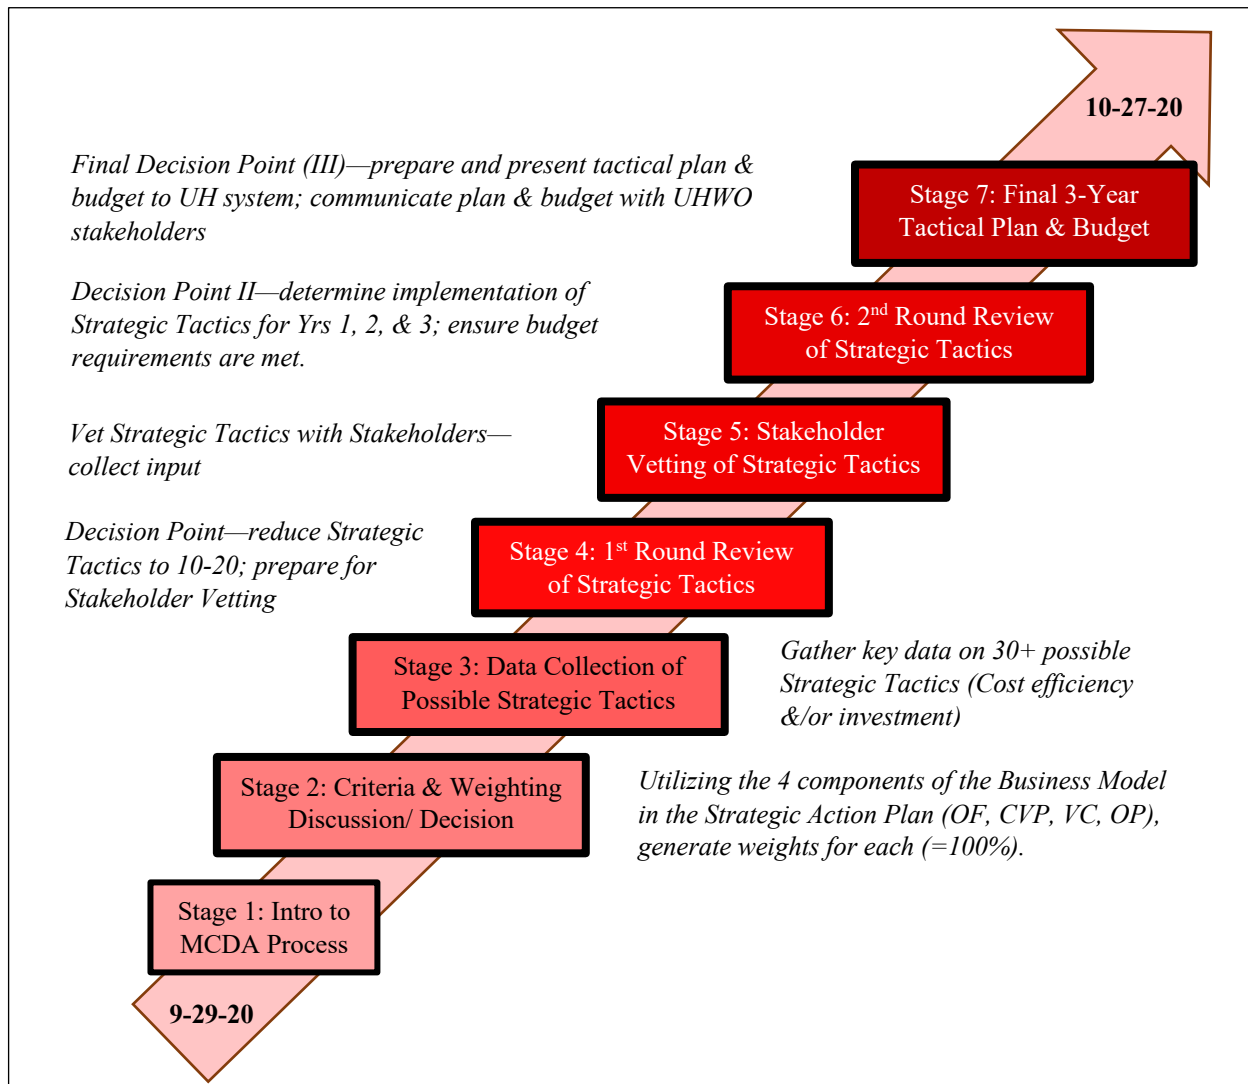 10-27-20
Final Decision Point (III)—prepare and present tactical plan &
budget to UH system; communicate plan & budget with UHWO
stakeholders
Stage 7: Final 3-Year
Tactical Plan & Budget
Decision Point II—determine implementation of
Strategic Tactics for Yrs 1, 2, & 3; ensure budget
requirements are met.
Stage 6: 2nd Round Review
of Strategic Tactics
Vet Strategic Tactics with Stakeholders—
collect input
Stage 5: Stakeholder
Vetting of Strategic Tactics
Decision Point—reduce Strategic
Tactics to 10-20; prepare for
Stakeholder Vetting
Stage 4: 1st Round Review
of Strategic Tactics
Stage 3: Data Collection of
Possible Strategic Tactics
Gather key data on 30+ possible
Strategic Tactics (Cost efficiency
&/or investment)
Stage 2: Criteria & Weighting
Discussion/ Decision
Utilizing the 4 components of the Business Model
in the Strategic Action Plan (OF, CVP, VC, OP),
generate weights for each (=100%).
Stage 1: Intro to
MCDA Process
9-29-20